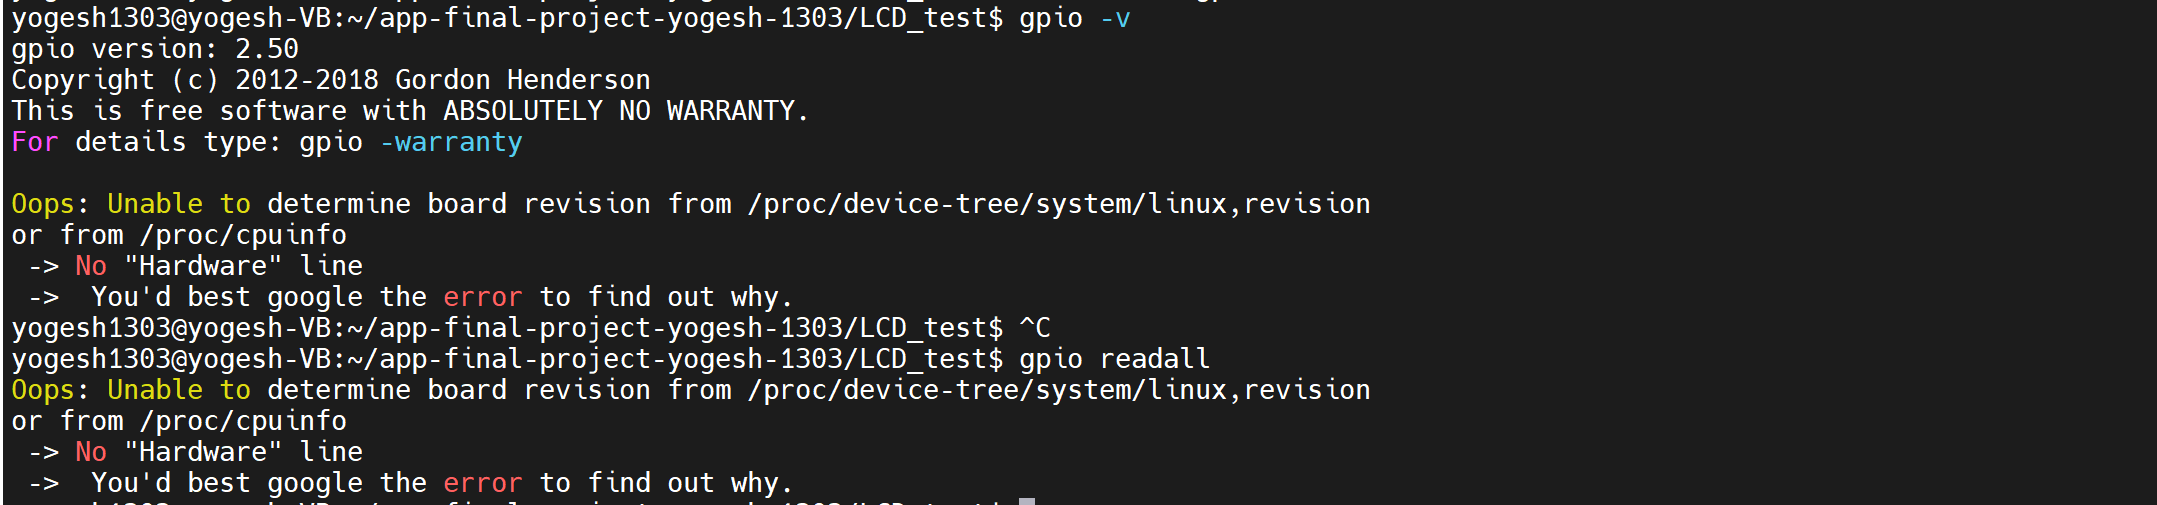 yogesh1303@yogesh-VB:~/app-final-project-yogesh-1303/LCD_test$ gpio -v
gpio version: 2.50
Copyright (c) 2012-2018 Gordon Henderson
This is free software with ABSOLUTELY NO WARRANTY.
For details type: gpio -warranty

Oops: Unable to determine board revision from /proc/device-tree/system/linux,revision
or from /proc/cpuinfo
 -> No "Hardware" line
 ->  You'd best google the error to find out why.
yogesh1303@yogesh-VB:~/app-final-project-yogesh-1303/LCD_test$ ^C
yogesh1303@yogesh-VB:~/app-final-project-yogesh-1303/LCD_test$ gpio readall
Oops: Unable to determine board revision from /proc/device-tree/system/linux,revision
or from /proc/cpuinfo
 -> No "Hardware" line
 ->  You'd best google the error to find out why.